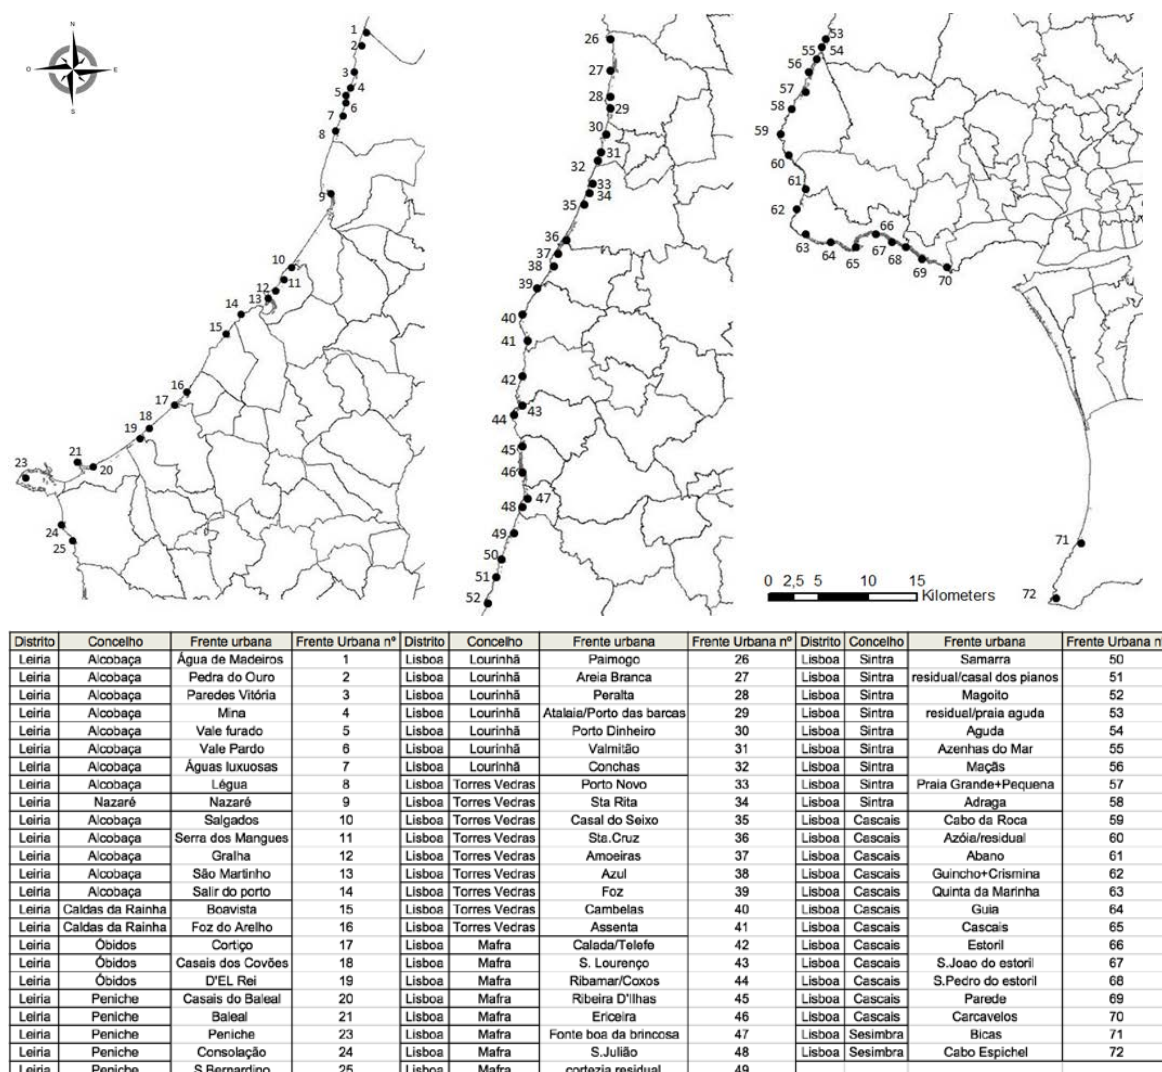 N
O E
S
1
2
3
4
5
6
7
8
9
10
11
12
13
14
15
16
17
18
19
20
21
23
24
25
26
27
28
29
30
31
32
33
34
35
36
37
38
39
40
41
42
43
44
45
46
47
48
49
50
51
52
53
54
55
56
57
58
59
60
61
62
63
64
65
66
67
68
69
70
71
72
0 2,5 5 10 15
Kilometers
Distrito Concelho Frente urbana Frente Urbana nº Distrito Concelho Frente urbana Frente Urbana nº Distrito Concelho Frente urbana Frente Urbana n
Leiria Alcobaça Água de Madeiros 1 Lisboa Lourinhã Paimogo 26 Lisboa Sintra Samarra 50
Leiria Alcobaça Pedra do Ouro 2 Lisboa Lourinhã Areia Branca 27 Lisboa Sintra residual/casal dos pianos 51
Leiria Alcobaça Paredes Vitória 3 Lisboa Lourinhã Peralta 28 Lisboa Sintra Magoito 52
Leiria Alcobaça Mina 4 Lisboa Lourinhã Atalaia/Porto das barcas 29 Lisboa Sintra residual/praia aguda 53
Leiria Alcobaça Vale furado 5 Lisboa Lourinhã Porto Dinheiro 30 Lisboa Sintra Aguda 54
Leiria Alcobaça Vale Pardo 6 Lisboa Lourinhã Valmitão 31 Lisboa Sintra Azenhas do Mar 55
Leiria Alcobaça Águas luxuosas 7 Lisboa Lourinhã Conchas 32 Lisboa Sintra Maçãs 56
Leiria Alcobaça Légua 8 Lisboa Torres Vedras Porto Novo 33 Lisboa Sintra Praia Grande+Pequena 57
Leiria Nazaré Nazaré 9 Lisboa Torres Vedras Sta Rita 34 Lisboa Sintra Adraga 58
Leiria Alcobaça Salgados 10 Lisboa Torres Vedras Casal do Seixo 35 Lisboa Cascais Cabo da Roca 59
Leiria Alcobaça Serra dos Mangues 11 Lisboa Torres Vedras Sta.Cruz 36 Lisboa Cascais Azóia/residual 60
Leiria Alcobaça Gralha 12 Lisboa Torres Vedras Amoeiras 37 Lisboa Cascais Abano 61
Leiria Alcobaça São Martinho 13 Lisboa Torres Vedras Azul 38 Lisboa Cascais Guincho+Crismina 62
Leiria Alcobaça Salir do porto 14 Lisboa Torres Vedras Foz 39 Lisboa Cascais Quinta da Marinha 63
Leiria Caldas da Rainha Boavista 15 Lisboa Torres Vedras Cambelas 40 Lisboa Cascais Guia 64
Leiria Caldas da Rainha Foz do Arelho 16 Lisboa Torres Vedras Assenta 41 Lisboa Cascais Cascais 65
Leiria Óbidos Cortiço 17 Lisboa Mafra Calada/Telefe 42 Lisboa Cascais Estoril 66
Leiria Óbidos Casais dos Covões 18 Lisboa Mafra S. Lourenço 43 Lisboa Cascais S.Joao do estoril 67
Leiria Óbidos D'EL Rei 19 Lisboa Mafra Ribamar/Coxos 44 Lisboa Cascais S.Pedro do estoril 68
Leiria Peniche Casais do Baleal 20 Lisboa Mafra Ribeira D'Ilhas 45 Lisboa Cascais Parede 69
Leiria Peniche Baleal 21 Lisboa Mafra Ericeira 46 Lisboa Cascais Carcavelos 70
Leiria Peniche Peniche 23 Lisboa Mafra Fonte boa da brincosa 47 Lisboa Sesimbra Bicas 71
Leiria Peniche Consolação 24 Lisboa Mafra S.Julião 48 Lisboa Sesimbra Cabo Espichel 72
Leiria Peniche S.Bernardino 25 Lisboa Mafra cortezia residual 49